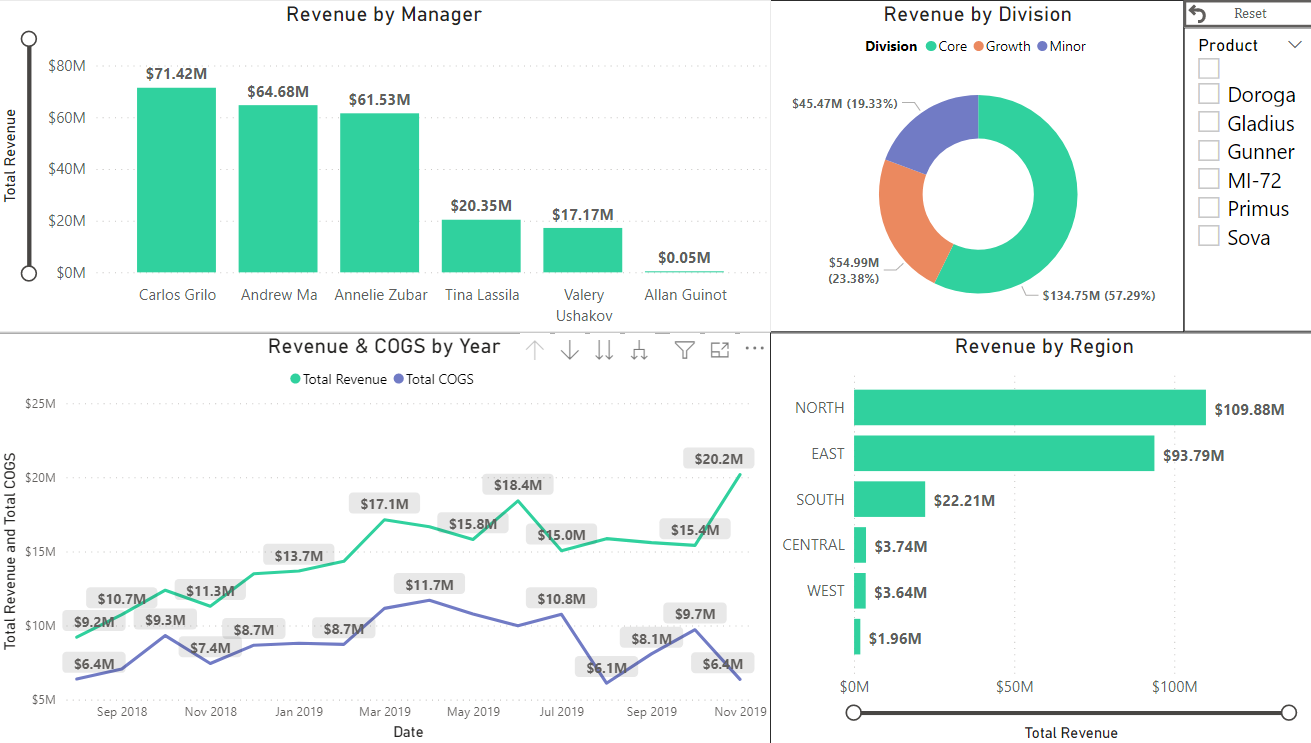 Revenue by Manager
Total Revenue
$80M
$60M
$40M
$20M
$0M
$71.42M
$64.68M
$61.53M
$20.35M
$17.17M
$0.05M
Carlos Grilo
Andrew Ma
Annelie Zubar
Tina Lassila
Valery
Ushakov
Allan Guinot
Revenue by Division
Division Core Growth Minor
$45.47M (19.33%)
$54.99M
(23.38%)
$134.75M (57.29%)
Reset
Product
Doroga
Gladius
Gunner
MI-72
Primus
Sova
Revenue & COGS by Year
Total Revenue Total COGS
Total Revenue and Total COGS
$25M
$20M
$15M
$10M
$5M
$9.2M
$10.7M
$11.3M
$13.7M
$17.1M
$15.8M
$18.4M
$15.0M
$15.4M
$20.2M
$6.4M
$9.3M
$7.4M
$8.7M
$8.7M
$11.7M
$10.8M
$6.1M
$8.1M
$9.7M
$6.4M
Sep 2018
Nov 2018
Jan 2019
Mar 2019
May 2019
Jul 2019
Sep 2019
Nov 2019
Date
Revenue by Region
NORTH
$109.88M
EAST
$93.79M
SOUTH
$22.21M
CENTRAL
$3.74M
WEST
$3.64M
$1.96M
$0M
$50M
$100M
Total Revenue